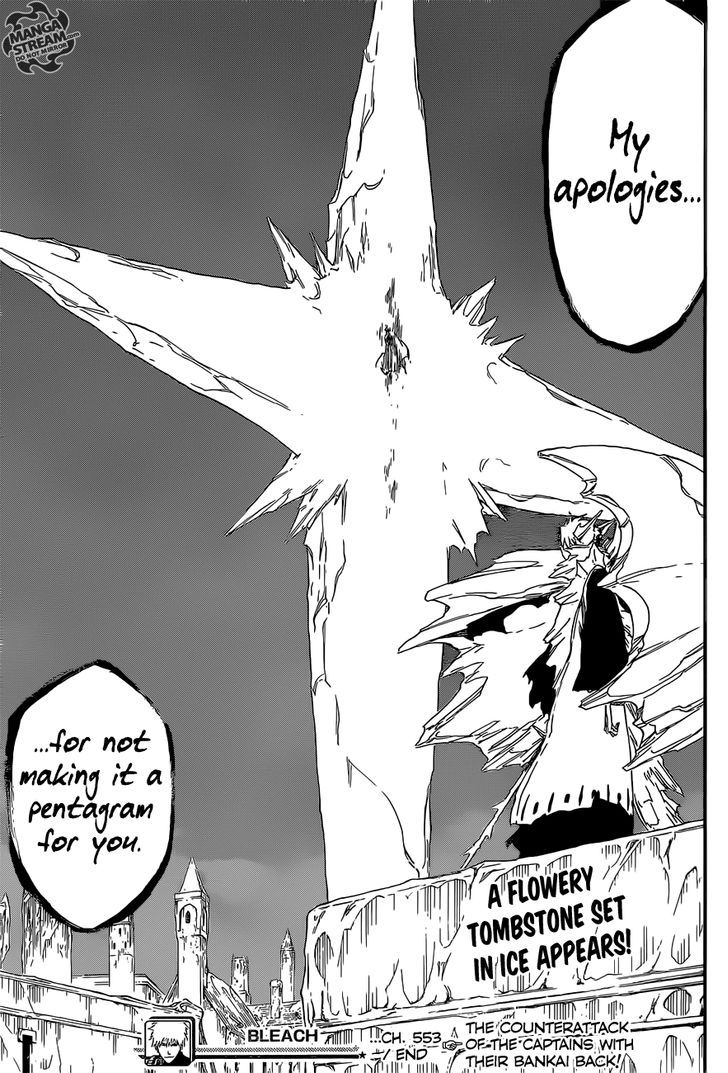 MANGA
STREAM.com
DO NOT MIRROR
My
apologies...
...for not
making it a
pentagram
for you.
A FLOWERY
TOMBSTONE SET
IN ICE APPEARS!
BLEACH
...CH. 553
/ END
THE COUNTERATTACK
OF THE CAPTAINS WITH
THEIR BANKAI BACK!